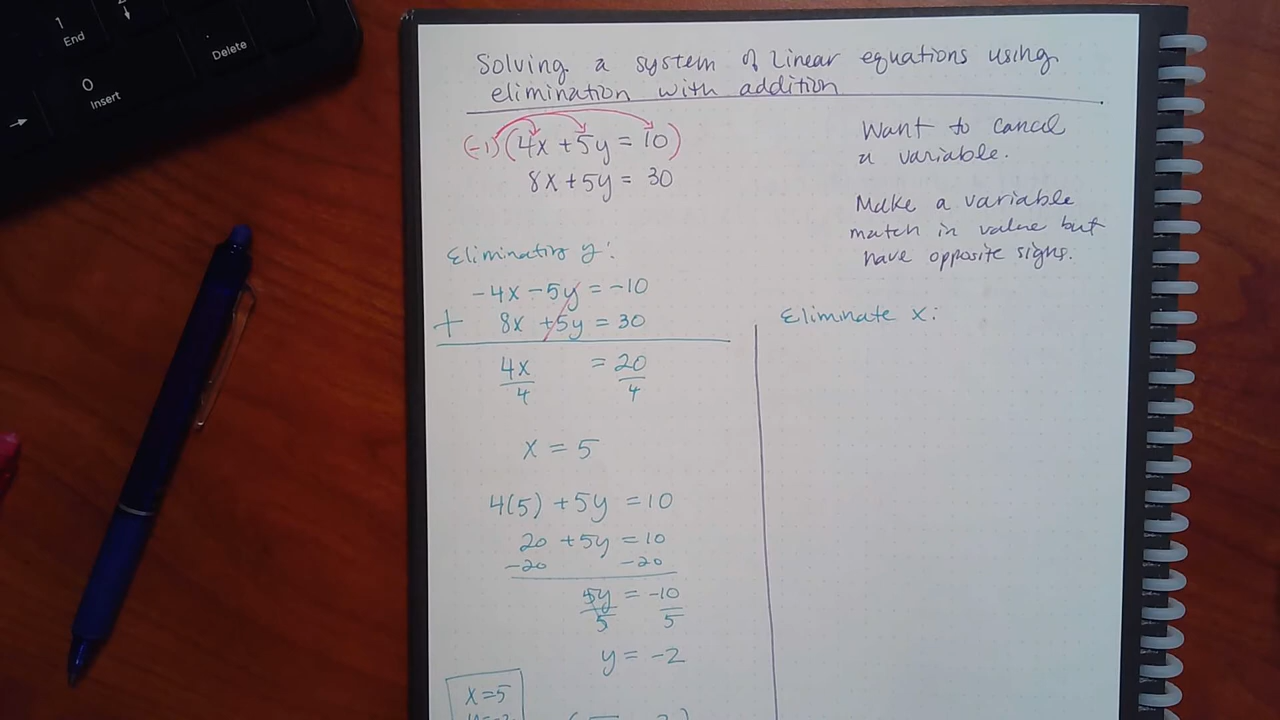 1
End
↓
.
Delete
0
Insert
→
Solving a system of linear equations using
elimination with addition
(-1)(4x + 5y = 10)
8x + 5y = 30
Want to cancal
a variable.
Make a variable
match in value but
have opposite signs.
Eliminating y:
-4x - 5y = -10
+ 8x + 5y = 30
4x = 20
4 4
x = 5
4(5) + 5y = 10
20 + 5y = 10
-20 -20
5y = -10
5 5
y = -2
x = 5
Eliminate x: